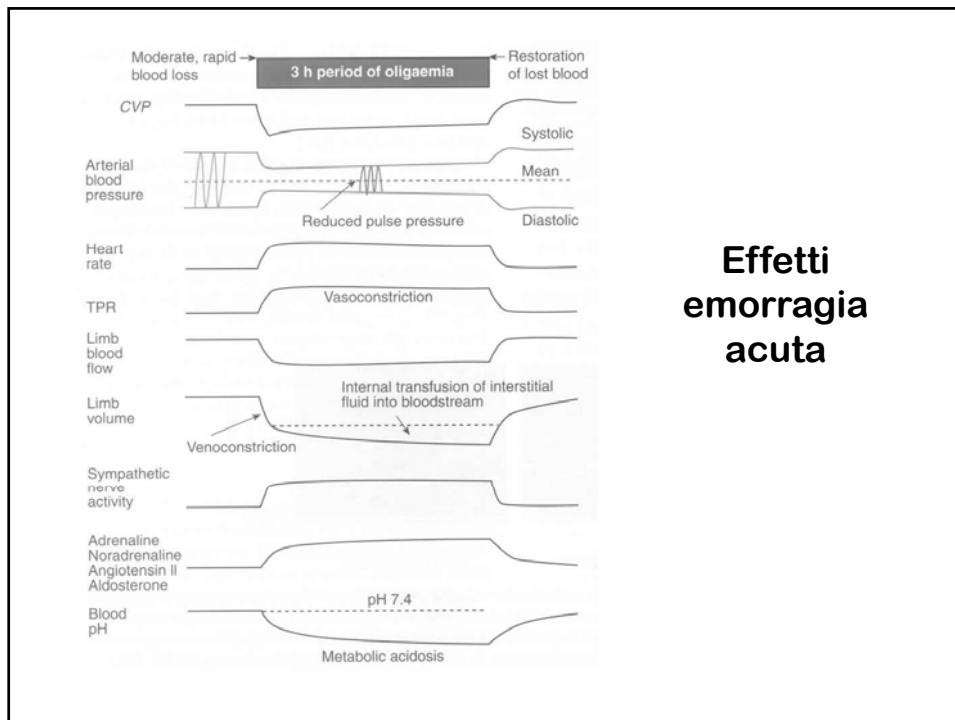 Moderate, rapid
blood loss
3 h period of oligaemia
Restoration
of lost blood
CVP
Systolic
Arterial
blood
pressure
Mean
Reduced pulse pressure
Diastolic
Heart
rate
TPR
Vasoconstriction
Limb
blood
flow
Internal transfusion of interstitial
fluid into bloodstream
Limb
volume
Venoconstriction
Sympathetic
nerve
activity
Adrenaline
Noradrenaline
Angiotensin II
Aldosterone
pH 7.4
Blood
pH
Metabolic acidosis
Effetti
emorragia
acuta